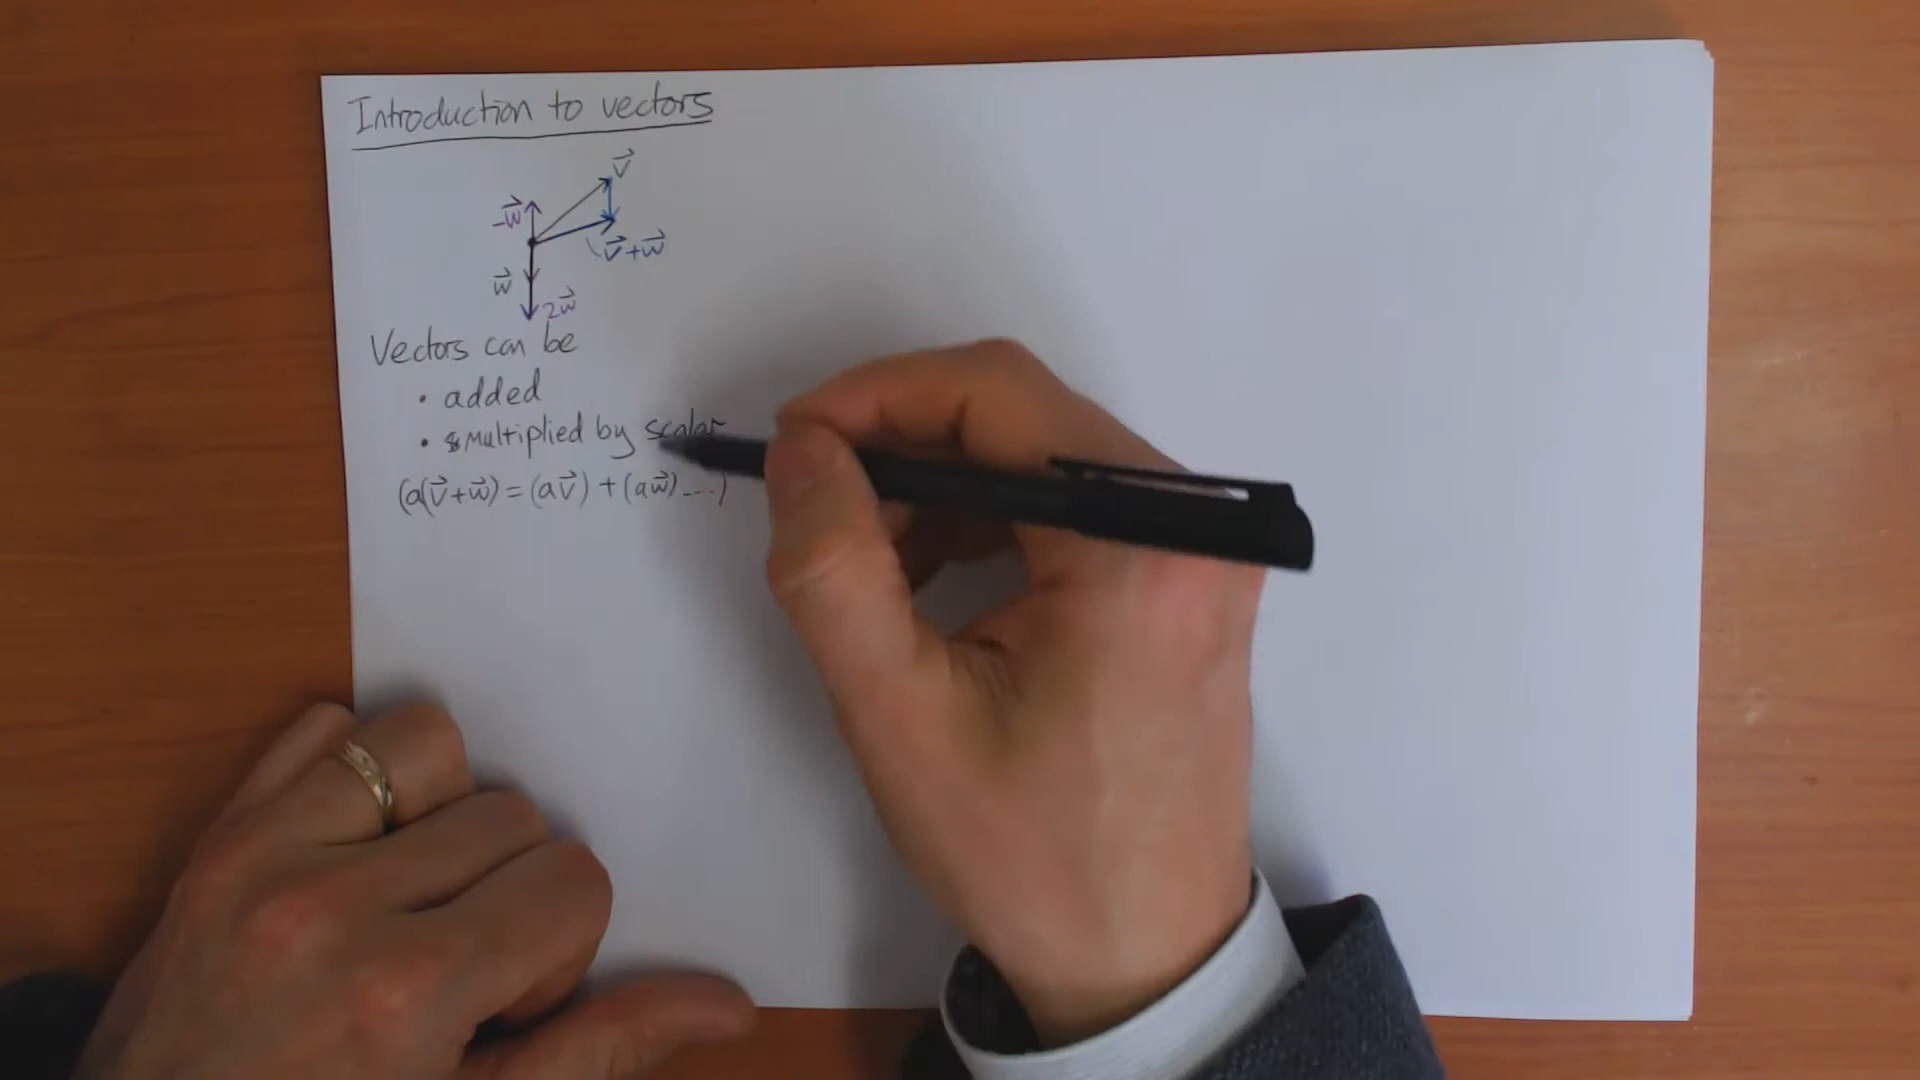 Introduction to vectors
v⃗
-w⃗
v⃗+w⃗
w⃗
2w⃗
Vectors can be
• added
• multiplied by scalar
(a(v⃗+w⃗) = (av⃗) + (aw⃗)....)